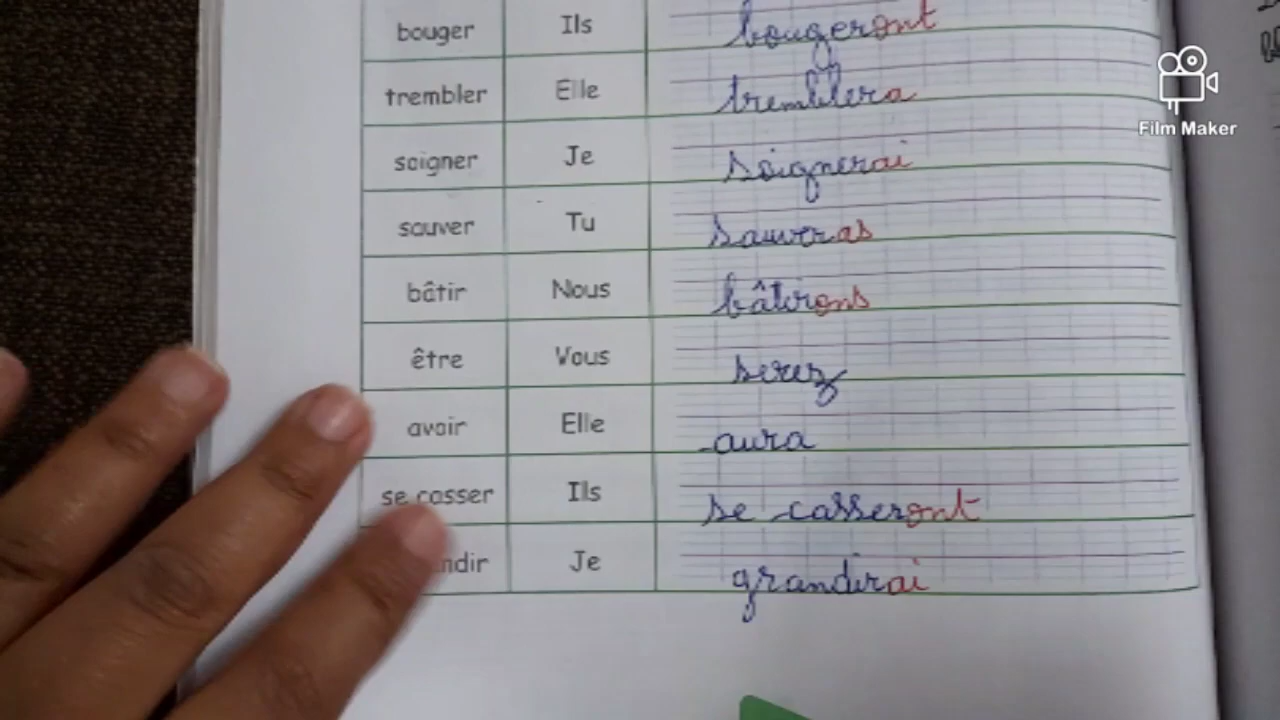 bouger Ils bougeront
trembler Elle tremblera
soigner Je soignerai
sauver Tu sauveras
bâtir Nous bâtirons
être Vous serez
avoir Elle aura
se casser Ils se casseront
ndir Je grandirai
Film Maker